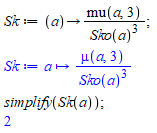 Sk := (a) → mu(a, 3) / Sko(a)^3;
Sk := a ↦ μ(a, 3) / Sko(a)^3
simplify(Sk(a));
2